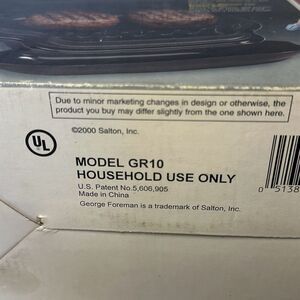 Due to minor marketing changes in design or otherwise, the
product you buy may differ slightly from the one shown here.
©2000 Salton, Inc.
UL
MODEL GR10
HOUSEHOLD USE ONLY
U.S. Patent No.5,606,905
Made in China
George Foreman is a trademark of Salton, Inc.
0 5138